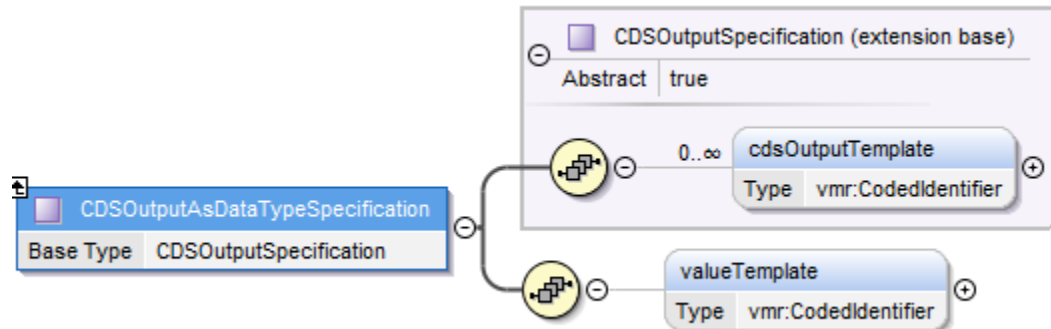 CDSOutputSpecification (extension base)
Abstract true
0..∞ cdsOutputTemplate
Type vmr:CodedIdentifier
CDSOutputAsDataTypeSpecification
Base Type CDSOutputSpecification
valueTemplate
Type vmr:CodedIdentifier